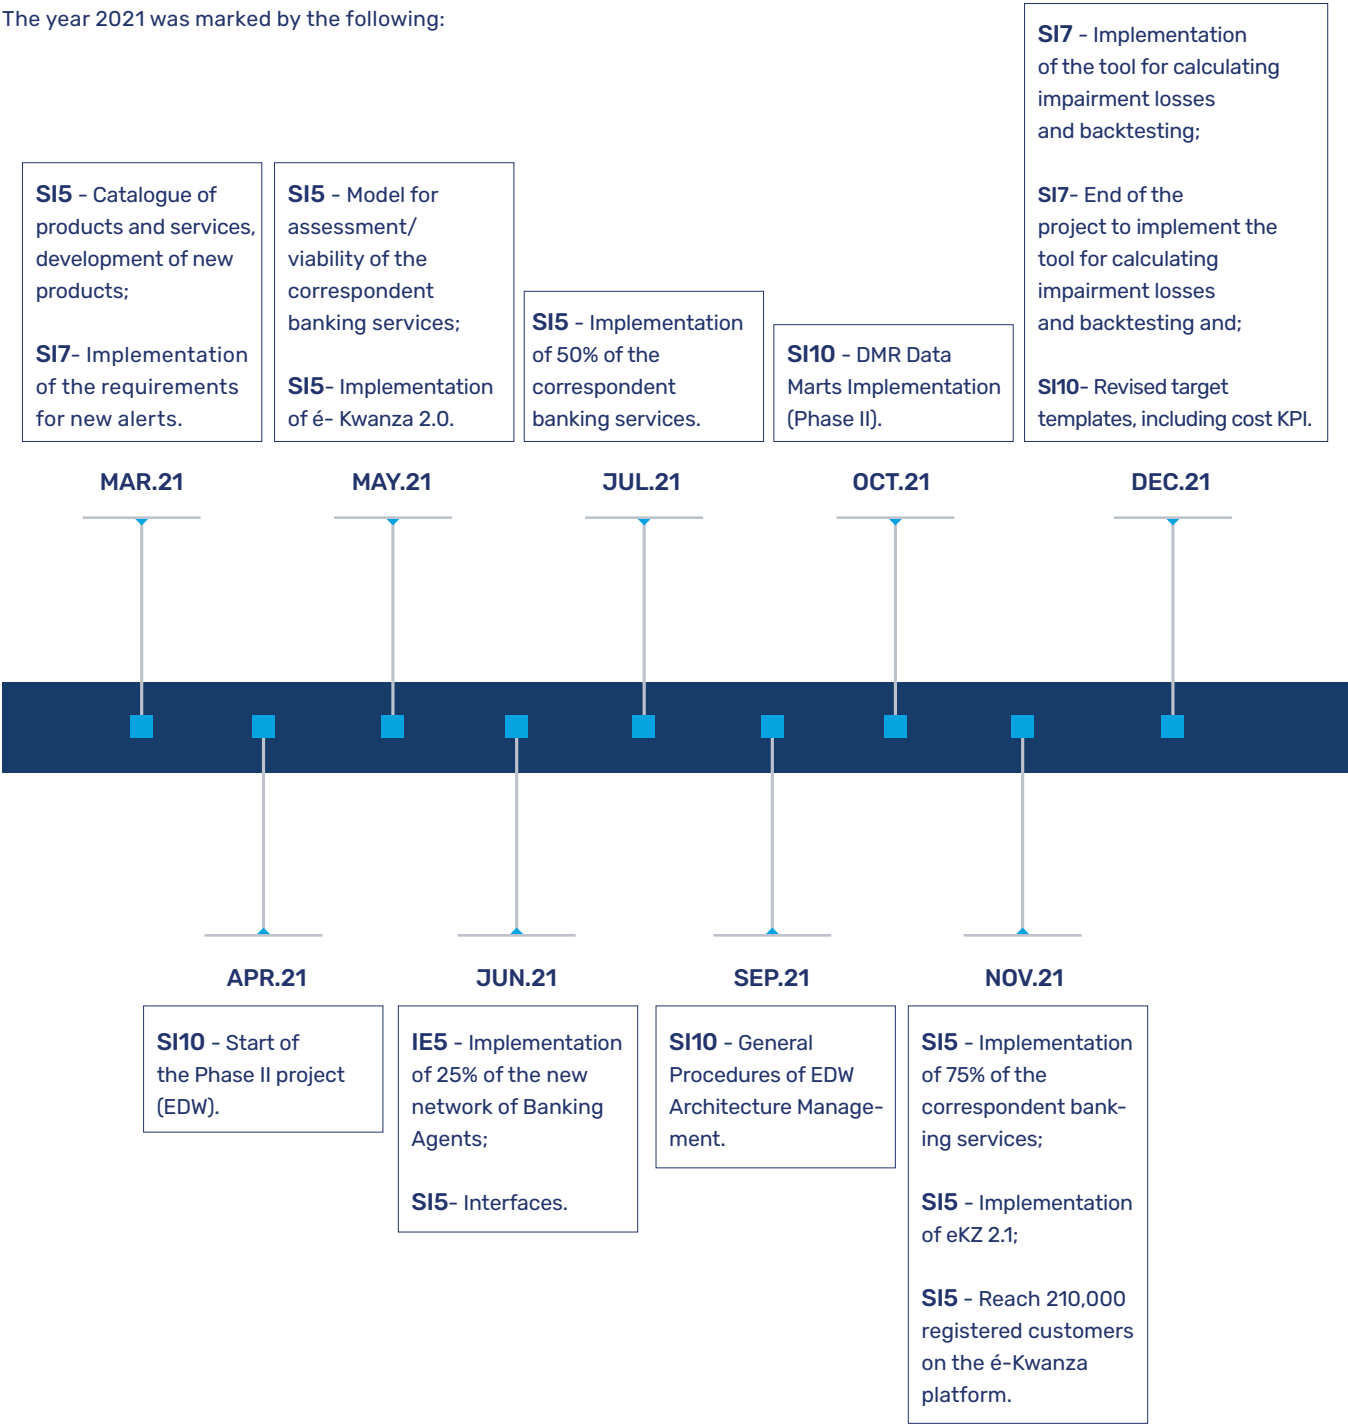 The year 2021 was marked by the following:
SI5 - Catalogue of
products and services,
development of new
products;
SI7- Implementation
of the requirements
for new alerts.
MAR.21
SI5 - Model for
assessment/
viability of the
correspondent
banking services;
SI5- Implementation
of é- Kwanza 2.0.
MAY.21
SI5 - Implementation
of 50% of the
correspondent
banking services.
JUL.21
SI10 - DMR Data
Marts Implementation
(Phase II).
OCT.21
SI7 - Implementation
of the tool for calculating
impairment losses
and backtesting;
SI7- End of the
project to implement the
tool for calculating
impairment losses
and backtesting and;
SI10- Revised target
templates, including cost KPI.
DEC.21
APR.21
SI10 - Start of
the Phase II project
(EDW).
JUN.21
IE5 - Implementation
of 25% of the new
network of Banking
Agents;
SI5- Interfaces.
SEP.21
SI10 - General
Procedures of EDW
Architecture Manage-
ment.
NOV.21
SI5 - Implementation
of 75% of the
correspondent bank-
ing services;
SI5 - Implementation
of eKZ 2.1;
SI5 - Reach 210,000
registered customers
on the é-Kwanza
platform.